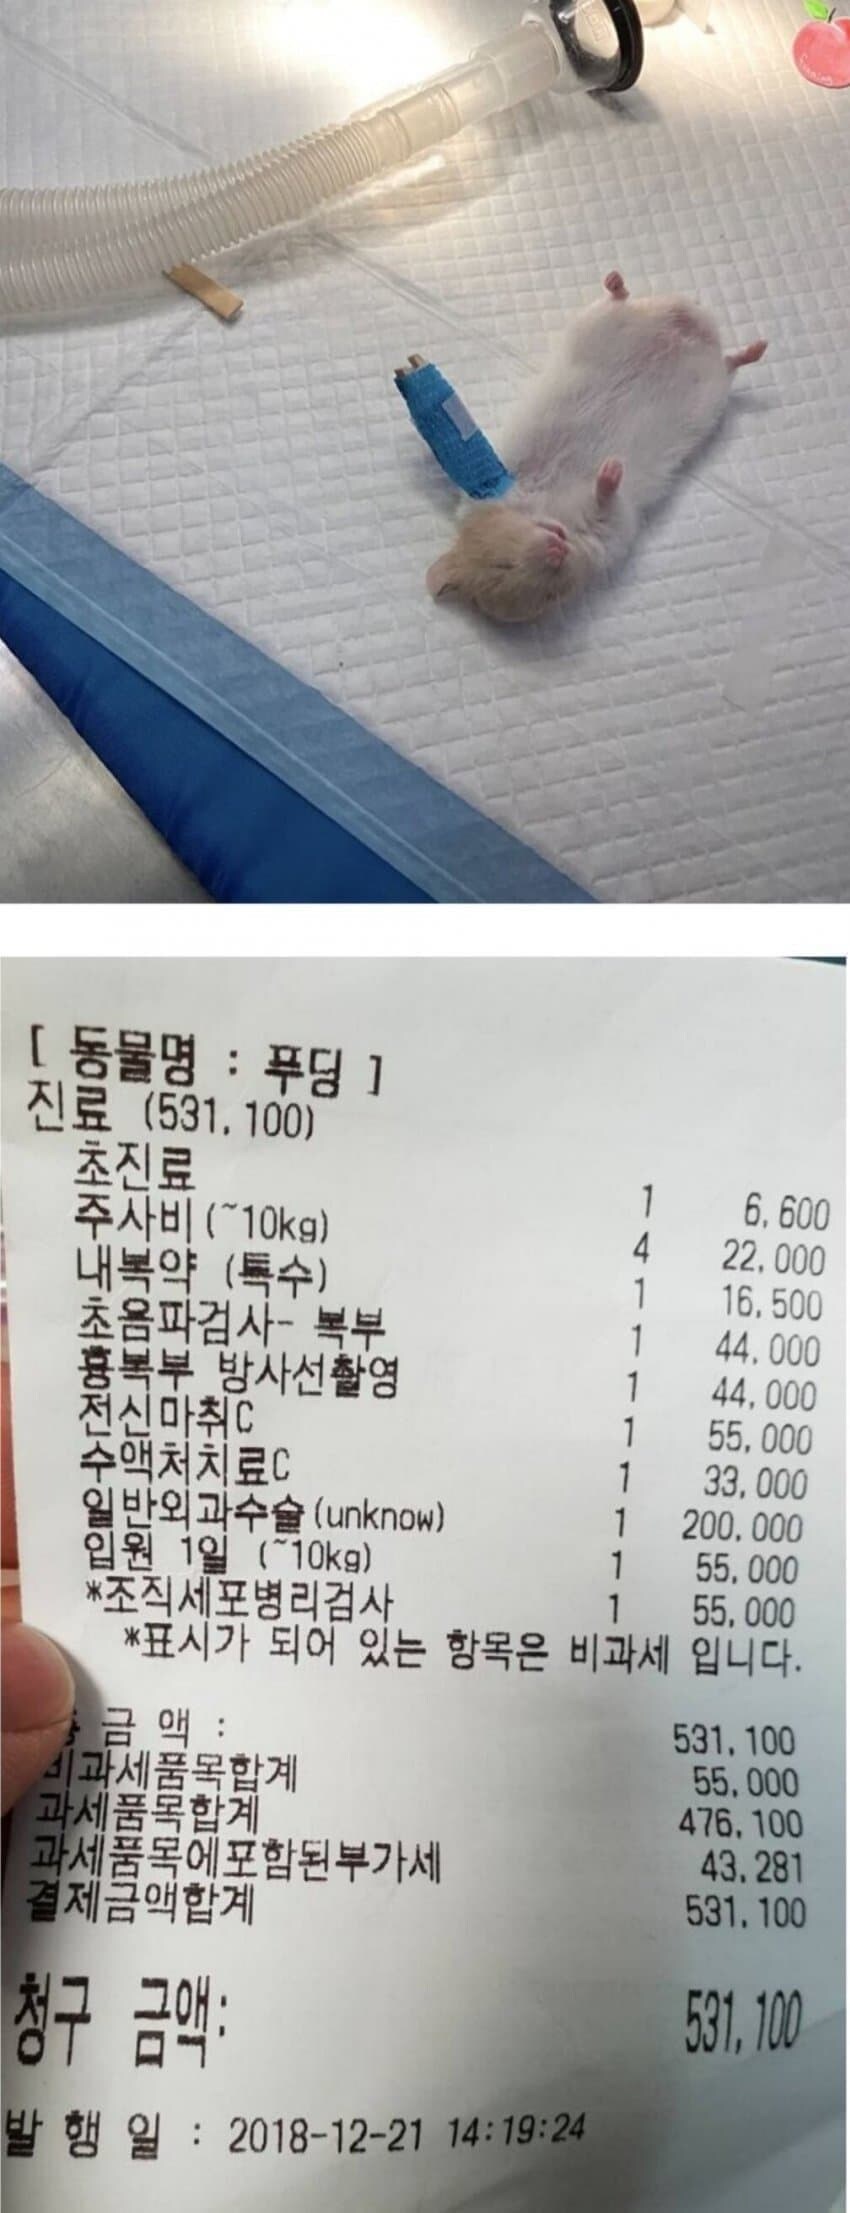 [ 동물명 : 푸딩 ]
진료 (531,100)
초진료 1 6,600
주사비(~10kg) 4 22,000
내복약 (특수) 1 16,500
초음파검사- 복부 1 44,000
흉복부 방사선촬영 1 44,000
전신마취C 1 55,000
수액처치료C 1 33,000
일반외과수술(unknow) 1 200,000
입원 1일 (~10kg) 1 55,000
*조직세포병리검사 1 55,000
*표시가 되어 있는 항목은 비과세 입니다.
금 액 : 531,100
비과세품목합계 55,000
과세품목합계 476,100
과세품목에포함된부가세 43,281
결제금액합계 531,100
청구 금액: 531,100
발 행 일 : 2018-12-21 14:19:24